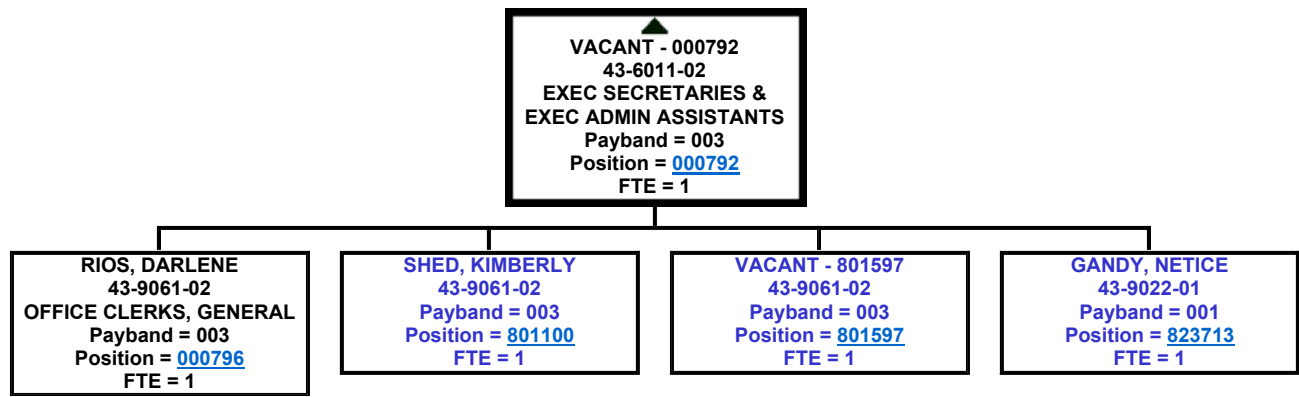 VACANT - 000792
43-6011-02
EXEC SECRETARIES &
EXEC ADMIN ASSISTANTS
Payband = 003
Position = 000792
FTE = 1
RIOS, DARLENE
43-9061-02
OFFICE CLERKS, GENERAL
Payband = 003
Position = 000796
FTE = 1
SHED, KIMBERLY
43-9061-02
Payband = 003
Position = 801100
FTE = 1
VACANT - 801597
43-9061-02
Payband = 003
Position = 801597
FTE = 1
GANDY, NETICE
43-9022-01
Payband = 001
Position = 823713
FTE = 1